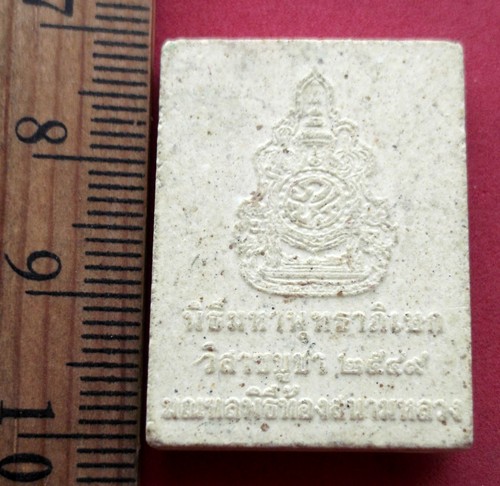 7
8
9
10
พิธีมหาพุทธาภิเษก
วิสาขบูชา ๒๕๔๙
มณฑลพิธีท้องสนามหลวง